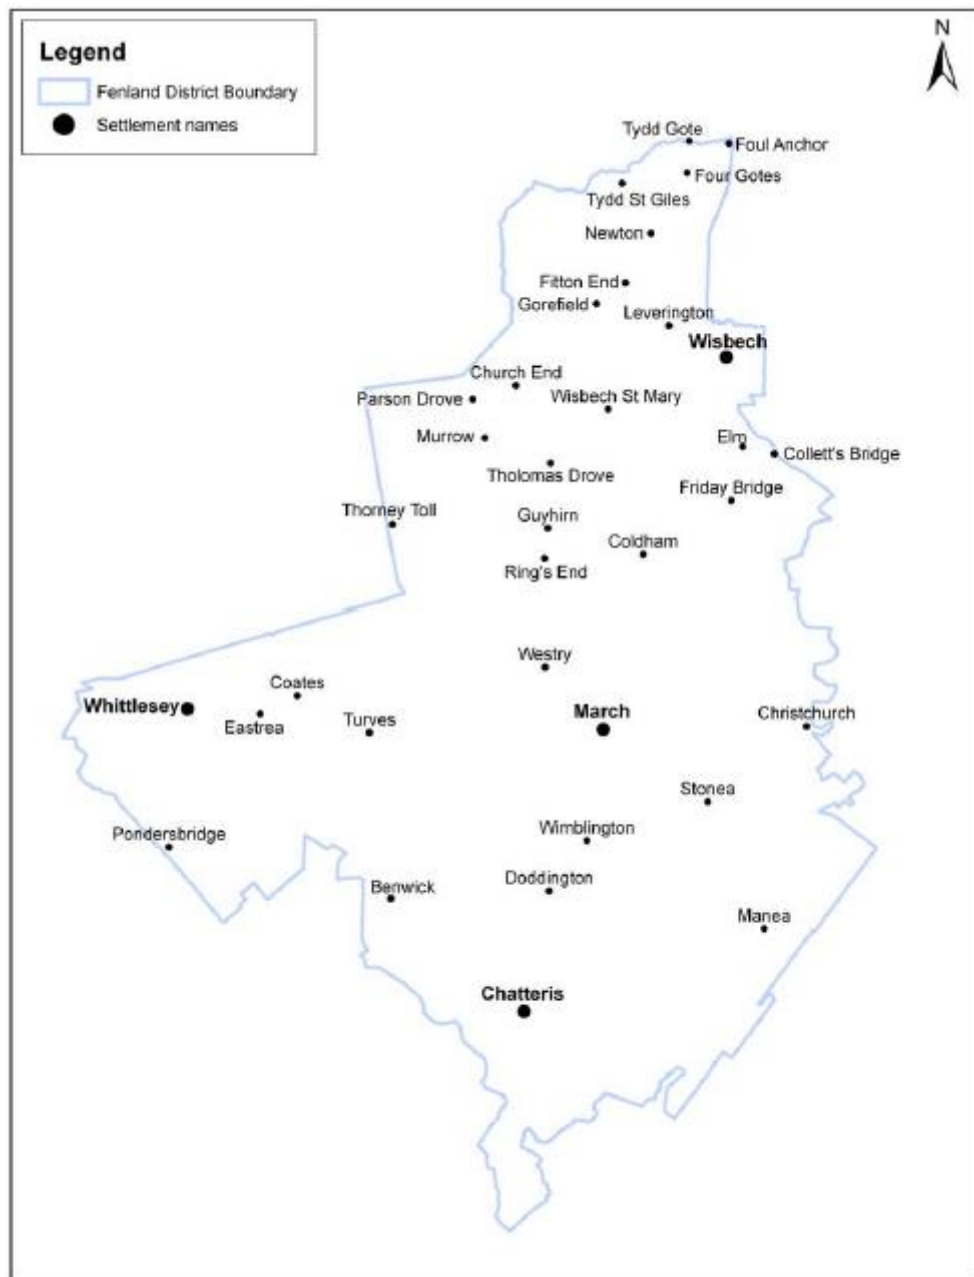 N
Legend
Fenland District Boundary
Settlement names
Tydd Gote
Foul Anchor
Four Gotes
Tydd St Giles
Newton
Fitton End
Gorefield
Leverington
Wisbech
Church End
Parson Drove
Wisbech St Mary
Murrow
Elm
Collett's Bridge
Tholomas Drove
Friday Bridge
Thorney Toll
Guyhirn
Coldham
Ring's End
Westry
Coates
Whittlesey
Eastrea
Turves
March
Christchurch
Stonea
Pondersbridge
Wimblington
Benwick
Doddington
Manea
Chatteris